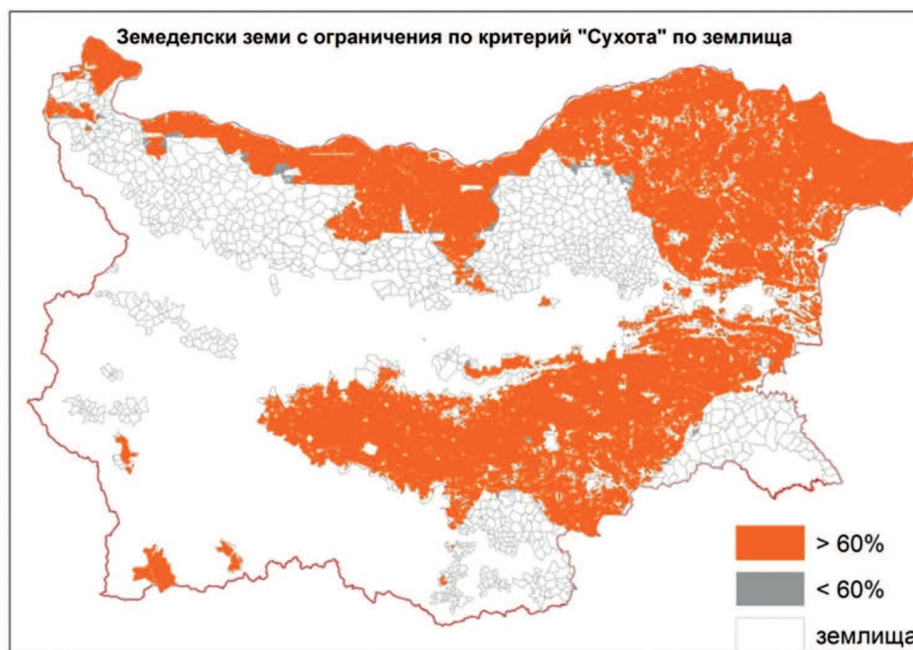 Земеделски земи с ограничения по критерий "Сухота" по землища
> 60%
< 60%
землища